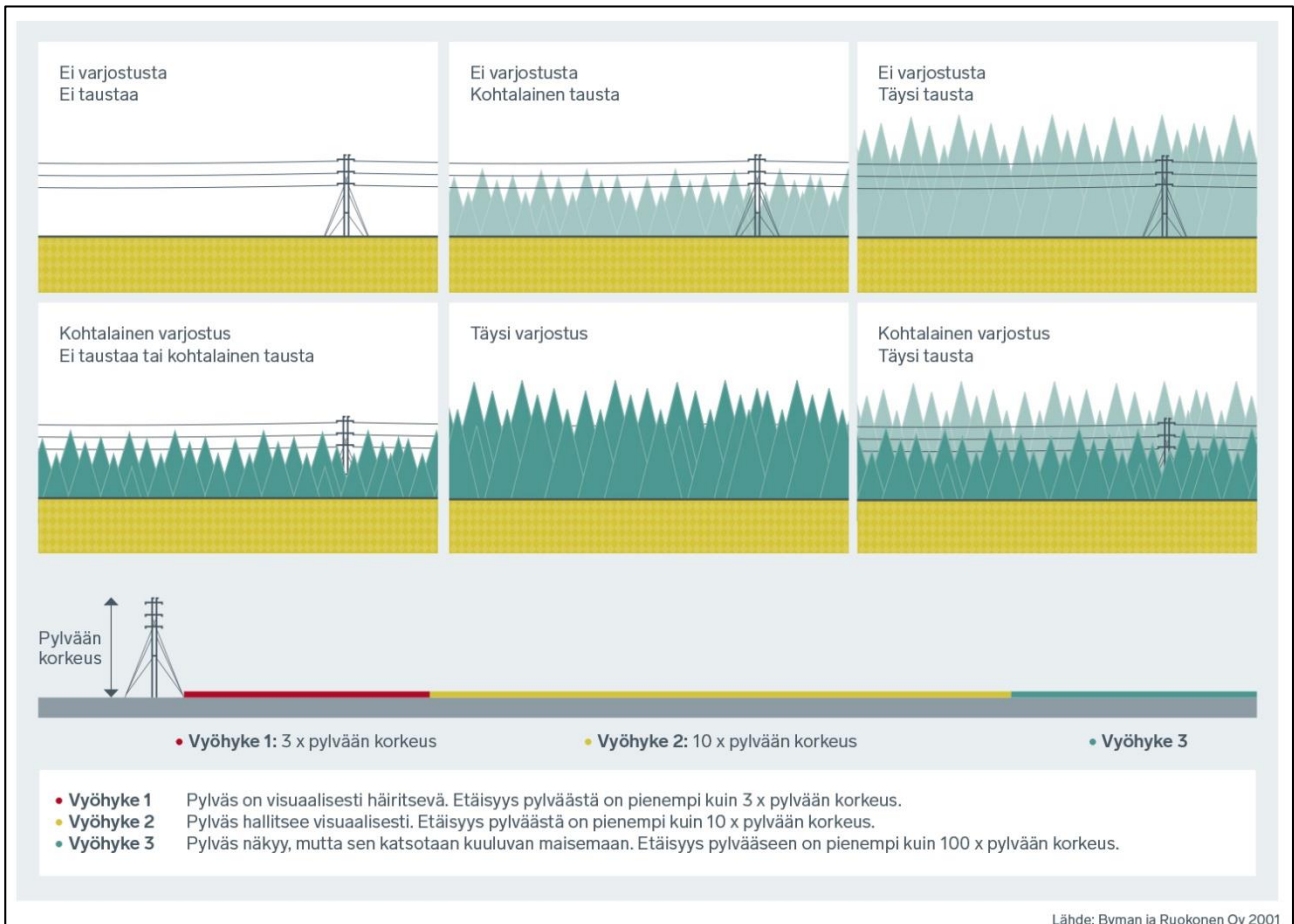 Ei varjostusta
Ei taustaa
Ei varjostusta
Kohtalainen tausta
Ei varjostusta
Täysi tausta
Kohtalainen varjostus
Ei taustaa tai kohtalainen tausta
Täysi varjostus
Kohtalainen varjostus
Täysi tausta
Pylvään
korkeus
• Vyöhyke 1: 3 x pylvään korkeus
• Vyöhyke 2: 10 x pylvään korkeus
• Vyöhyke 3
• Vyöhyke 1 Pylväs on visuaalisesti häiritsevä. Etäisyys pylväästä on pienempi kuin 3 x pylvään korkeus.
• Vyöhyke 2 Pylväs hallitsee visuaalisesti. Etäisyys pylväästä on pienempi kuin 10 x pylvään korkeus.
• Vyöhyke 3 Pylväs näkyy, mutta sen katsotaan kuuluvan maisemaan. Etäisyys pylvääseen on pienempi kuin 100 x pylvään korkeus.
Lähde: Byman ja Ruokonen Oy 2001